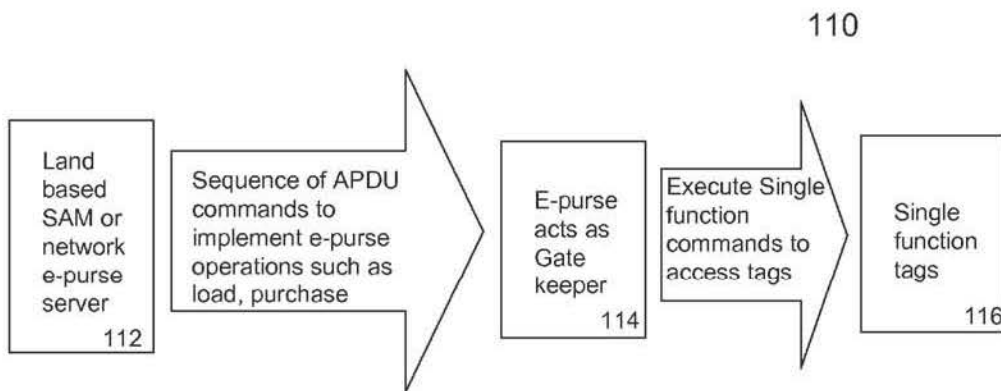 110
Land
based
SAM or
network
e-purse
server
112
Sequence of APDU
commands to
implement e-purse
operations such as
load, purchase
E-purse
acts as
Gate
keeper
114
Execute Single
function
commands to
access tags
Single
function
tags
116